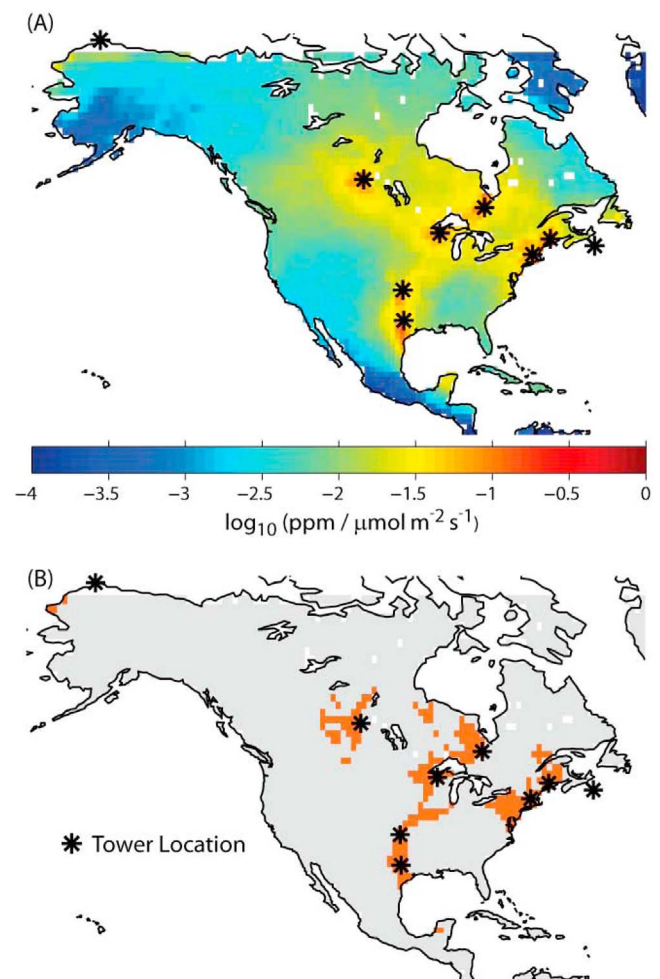 (A)
−4 −3.5 −3 −2.5 −2 −1.5 −1 −0.5 0
log₁₀ (ppm / μmol m⁻² s⁻¹)
(B)
Tower Location